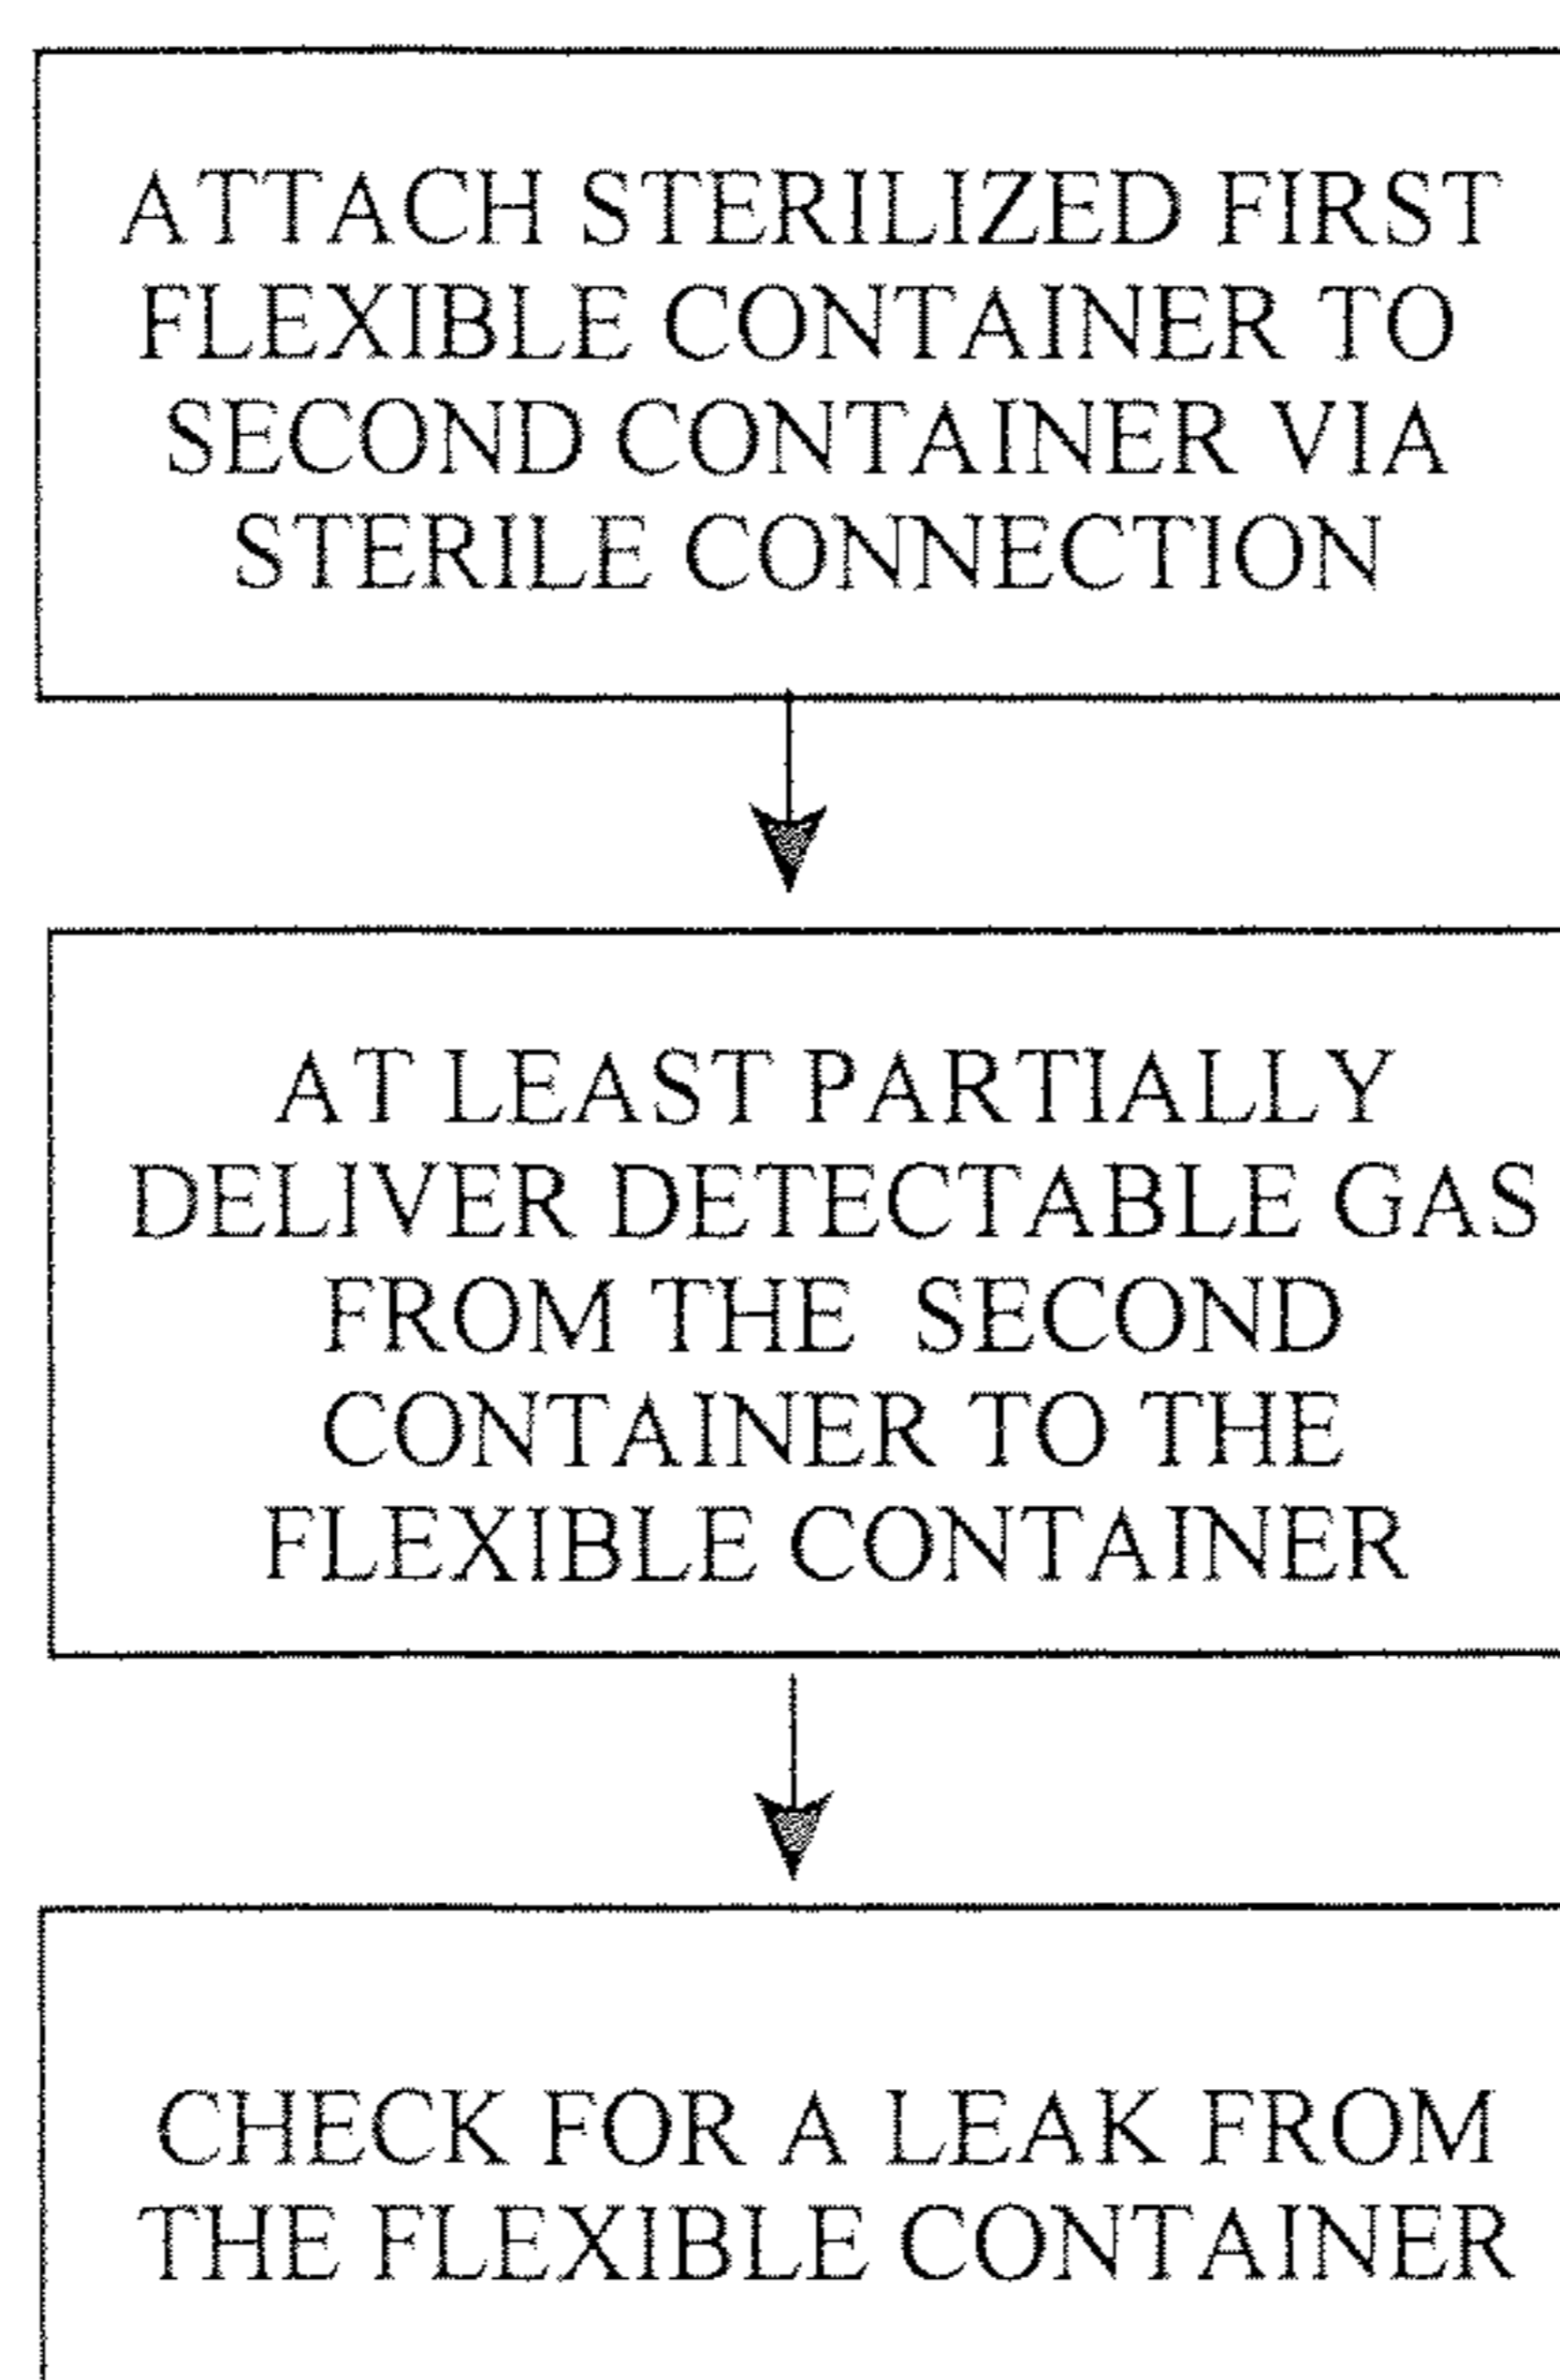 ATTACH STERILIZED FIRST
FLEXIBLE CONTAINER TO
SECOND CONTAINER VIA
STERILE CONNECTION
AT LEAST PARTIALLY
DELIVER DETECTABLE GAS
FROM THE SECOND
CONTAINER TO THE
FLEXIBLE CONTAINER
CHECK FOR A LEAK FROM
THE FLEXIBLE CONTAINER